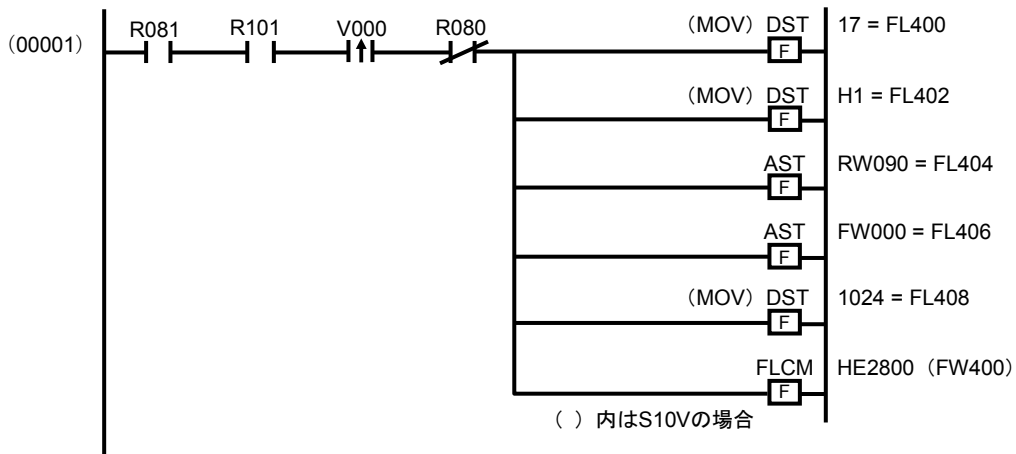 (00001) R081 R101 V000 R080 (MOV) DST 17 = FL400
F
(MOV) DST H1 = FL402
F
AST RW090 = FL404
F
AST FW000 = FL406
F
(MOV) DST 1024 = FL408
F
FLCM HE2800（FW400）
F
（ ）内はS10Vの場合